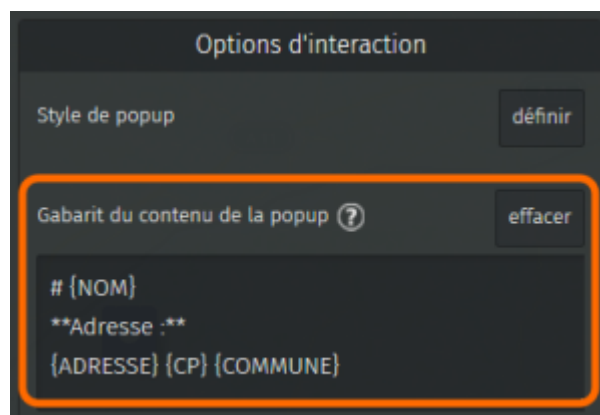 Options d'interaction
Style de popup définir
Gabarit du contenu de la popup ? effacer
# {NOM}
**Adresse :**
{ADRESSE} {CP} {COMMUNE}